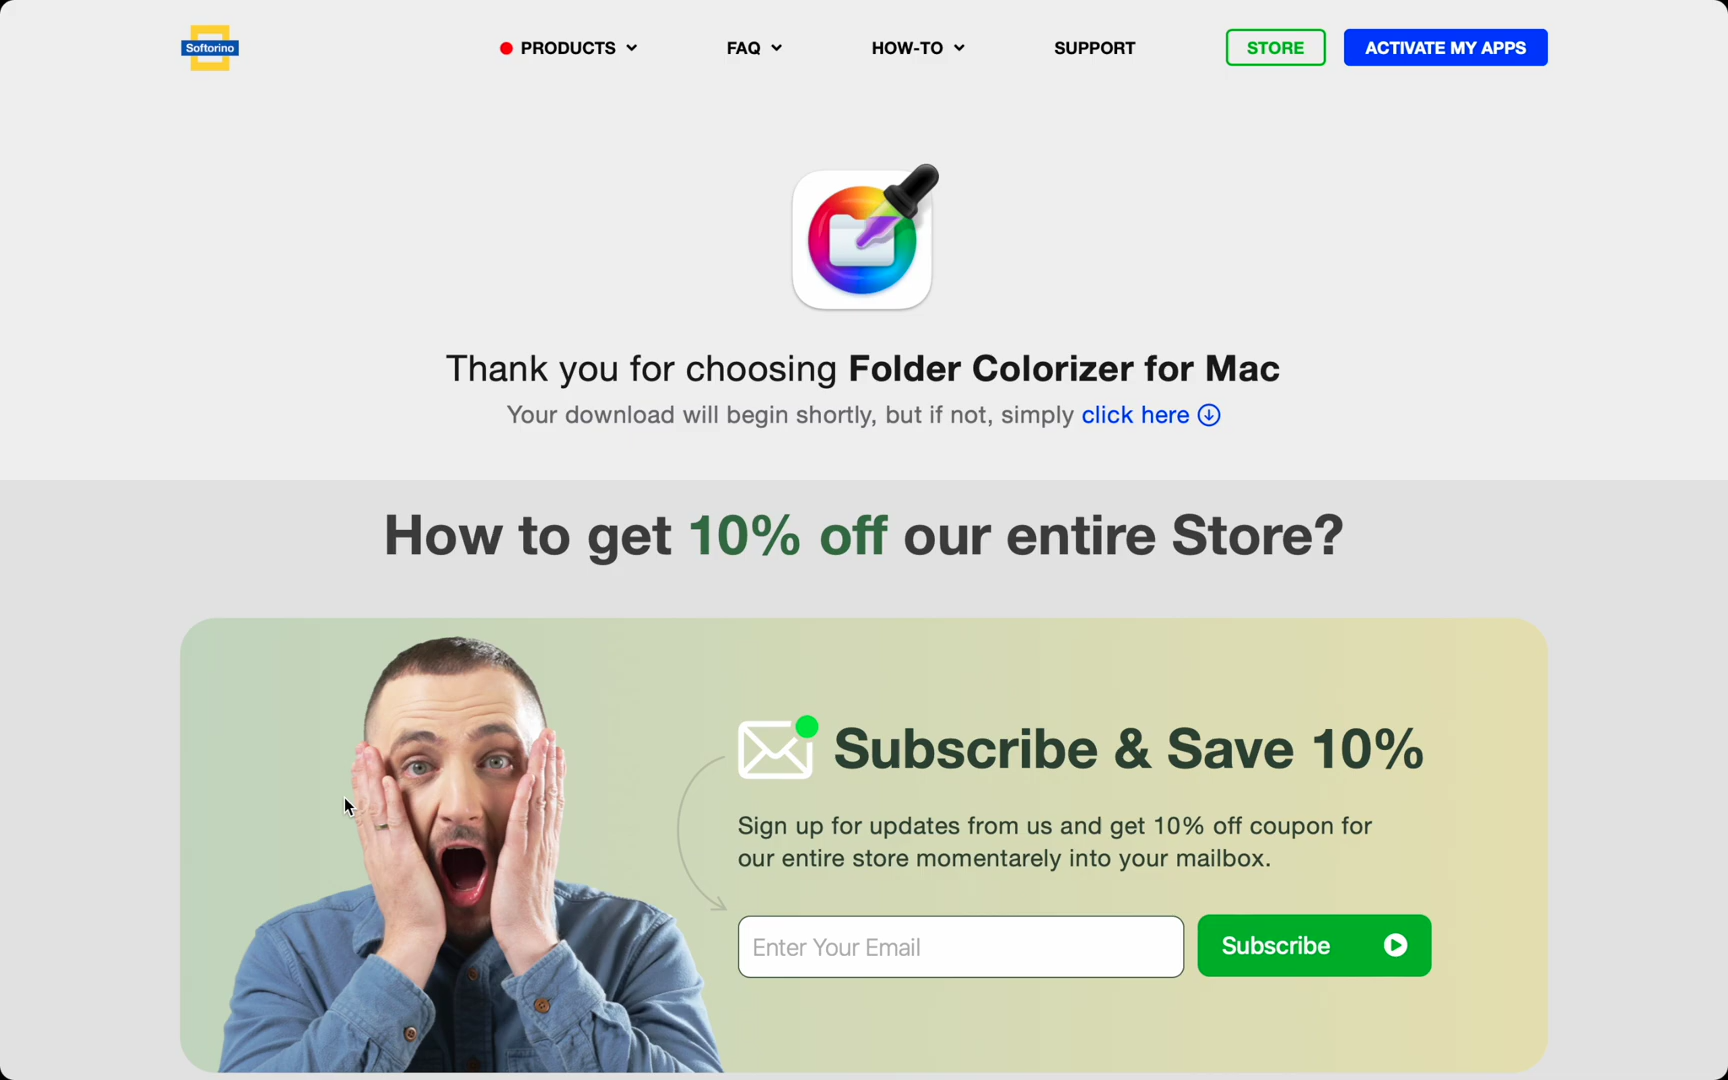 Softorino
PRODUCTS
FAQ
HOW-TO
SUPPORT
STORE
ACTIVATE MY APPS
Thank you for choosing Folder Colorizer for Mac
Your download will begin shortly, but if not, simply click here
How to get 10% off our entire Store?
Subscribe & Save 10%
Sign up for updates from us and get 10% off coupon for
our entire store momentarely into your mailbox.
Enter Your Email
Subscribe